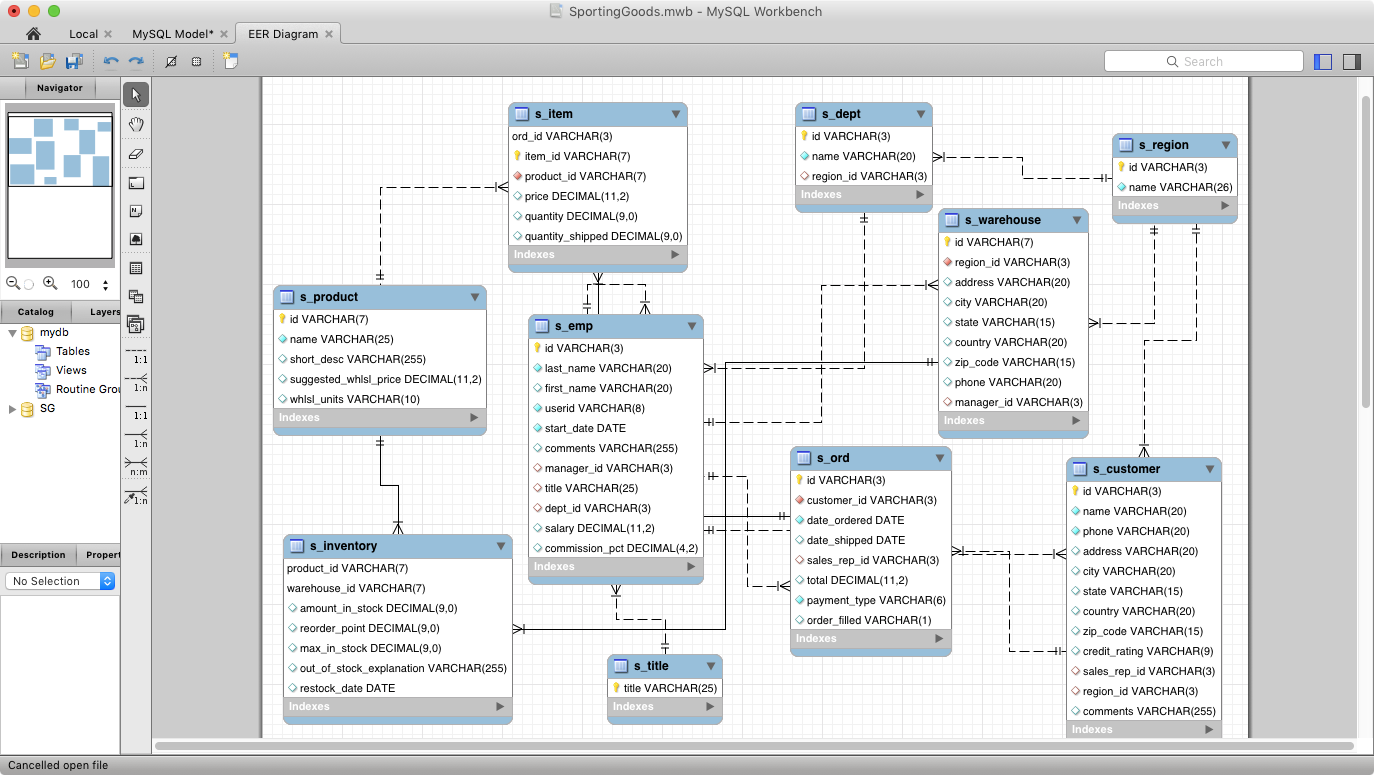 SportingGoods.mwb - MySQL Workbench
Local
MySQL Model*
EER Diagram
Search
Navigator
100
Catalog
Layers
mydb
Tables
Views
Routine Grou
SG
Description
Propert
No Selection
1:1
1:n
1:1
1:n
n:m
1:n
s_item
ord_id VARCHAR(3)
item_id VARCHAR(7)
product_id VARCHAR(7)
price DECIMAL(11,2)
quantity DECIMAL(9,0)
quantity_shipped DECIMAL(9,0)
Indexes
s_dept
id VARCHAR(3)
name VARCHAR(20)
region_id VARCHAR(3)
Indexes
s_region
id VARCHAR(3)
name VARCHAR(26)
Indexes
s_warehouse
id VARCHAR(7)
region_id VARCHAR(3)
address VARCHAR(20)
city VARCHAR(20)
state VARCHAR(15)
country VARCHAR(20)
zip_code VARCHAR(15)
phone VARCHAR(20)
manager_id VARCHAR(3)
Indexes
s_product
id VARCHAR(7)
name VARCHAR(25)
short_desc VARCHAR(255)
suggested_whlsl_price DECIMAL(11,2)
whlsl_units VARCHAR(10)
Indexes
s_emp
id VARCHAR(3)
last_name VARCHAR(20)
first_name VARCHAR(20)
userid VARCHAR(8)
start_date DATE
comments VARCHAR(255)
manager_id VARCHAR(3)
title VARCHAR(25)
dept_id VARCHAR(3)
salary DECIMAL(11,2)
commission_pct DECIMAL(4,2)
Indexes
s_ord
id VARCHAR(3)
customer_id VARCHAR(3)
date_ordered DATE
date_shipped DATE
sales_rep_id VARCHAR(3)
total DECIMAL(11,2)
payment_type VARCHAR(6)
order_filled VARCHAR(1)
Indexes
s_customer
id VARCHAR(3)
name VARCHAR(20)
phone VARCHAR(20)
address VARCHAR(20)
city VARCHAR(20)
state VARCHAR(15)
country VARCHAR(20)
zip_code VARCHAR(15)
credit_rating VARCHAR(9)
sales_rep_id VARCHAR(3)
region_id VARCHAR(3)
comments VARCHAR(255)
Indexes
s_inventory
product_id VARCHAR(7)
warehouse_id VARCHAR(7)
amount_in_stock DECIMAL(9,0)
reorder_point DECIMAL(9,0)
max_in_stock DECIMAL(9,0)
out_of_stock_explanation VARCHAR(255)
restock_date DATE
Indexes
s_title
title VARCHAR(25)
Indexes
Cancelled open file